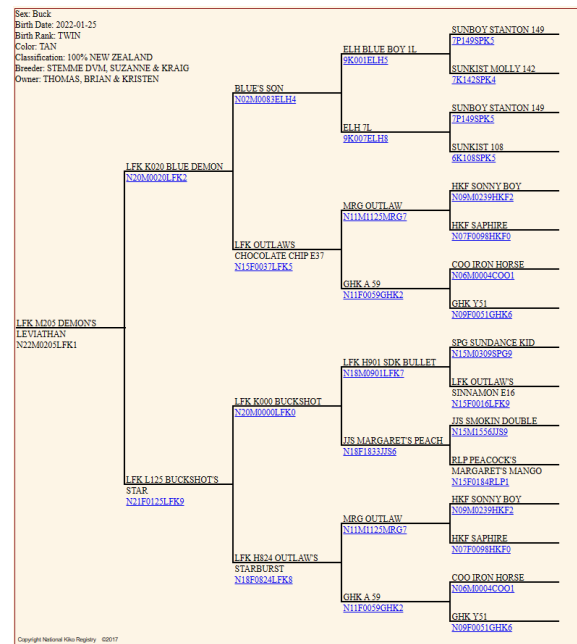 Sex: Buck
Birth Date: 2022-01-25
Birth Rank: TWIN
Color: TAN
Classification: 100% NEW ZEALAND
Breeder: STEMME DVM, SUZANNE & KRAIG
Owner: THOMAS, BRIAN & KRISTEN
LFK M205 DEMON'S
LEVIATHAN
N22M0205LFK1
LFK K020 BLUE DEMON
N20M0020LFK2
LFK L125 BUCKSHOT'S
STAR
N21F0125LFK9
BLUE'S SON
N02M0083ELH4
LFK OUTLAWS
CHOCOLATE CHIP E37
N15F0037LFK5
LFK K000 BUCKSHOT
N20M0000LFK0
LFK H824 OUTLAW'S
STARBURST
N18F0824LFK8
ELH BLUE BOY 1L
9K001ELH5
ELH 7L
9K007ELH8
MRG OUTLAW
N11M1125MRG7
GHK A 59
N11F0059GHK2
LFK H901 SDK BULLET
N18M0901LFK7
JJS MARGARET'S PEACH
N18F1833JJS6
MRG OUTLAW
N11M1125MRG7
GHK A 59
N11F0059GHK2
SUNBOY STANTON 149
7P149SPK5
SUNKIST MOLLY 142
7K142SPK4
SUNBOY STANTON 149
7P149SPK5
SUNKIST 108
6K108SPK5
HKF SONNY BOY
N09M0239HKF2
HKF SAPHIRE
N07F0098HKF0
COO IRON HORSE
N06M0004COO1
GHK Y51
N09F0051GHK6
SPG SUNDANCE KID
N15M0309SPG9
LFK OUTLAW'S
SINNAMON E16
N15F0016LFK9
JJS SMOKIN DOUBLE
N15M1556JJS9
RLP PEACOCK'S
MARGARET'S MANGO
N15F0184RLP1
HKF SONNY BOY
N09M0239HKF2
HKF SAPHIRE
N07F0098HKF0
COO IRON HORSE
N06M0004COO1
GHK Y51
N09F0051GHK6
Copyright National Kiko Registry ©2017